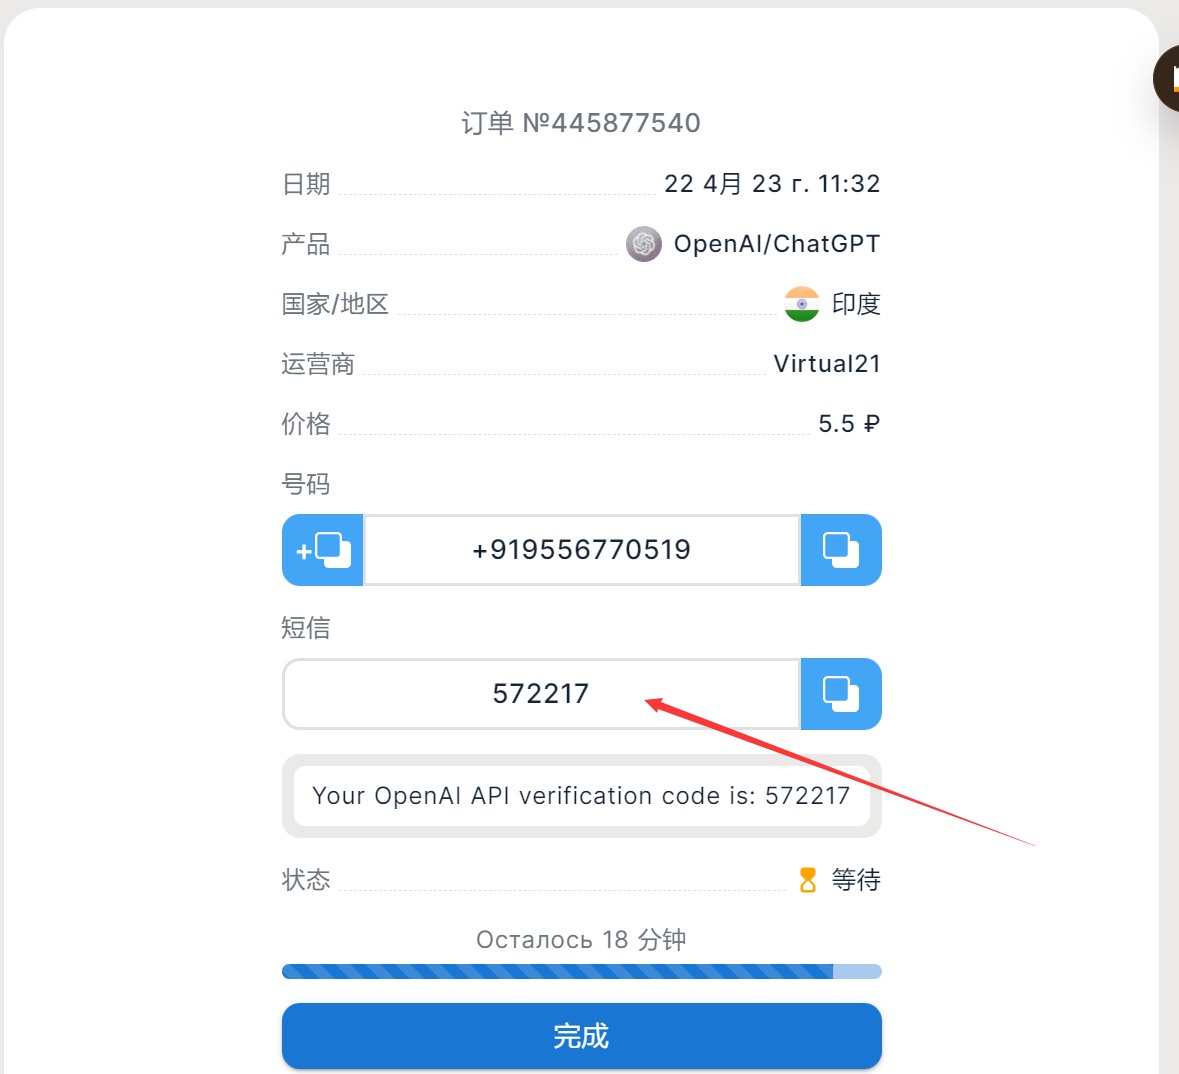 订单 №445877540
日期 22 4月 23 г. 11:32
产品 OpenAI/ChatGPT
国家/地区 印度
运营商 Virtual21
价格 5.5 ₽
号码
+ +919556770519
短信
572217
Your OpenAI API verification code is: 572217
状态 等待
Осталось 18 分钟
完成